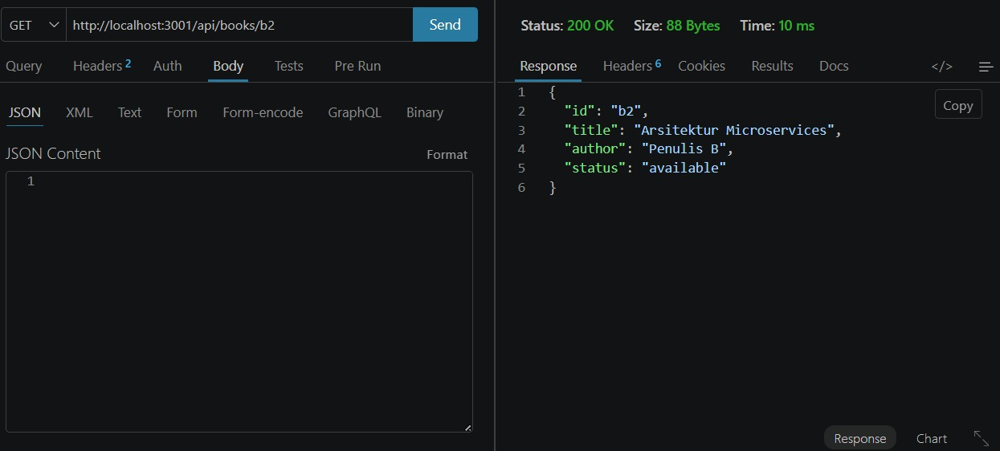 GET http://localhost:3001/api/books/b2 Send
Query Headers 2 Auth Body Tests Pre Run
JSON XML Text Form Form-encode GraphQL Binary
JSON Content Format
1
Status: 200 OK Size: 88 Bytes Time: 10 ms
Response Headers 6 Cookies Results Docs </>
Copy
1 {
2 "id": "b2",
3 "title": "Arsitektur Microservices",
4 "author": "Penulis B",
5 "status": "available"
6 }
Response Chart